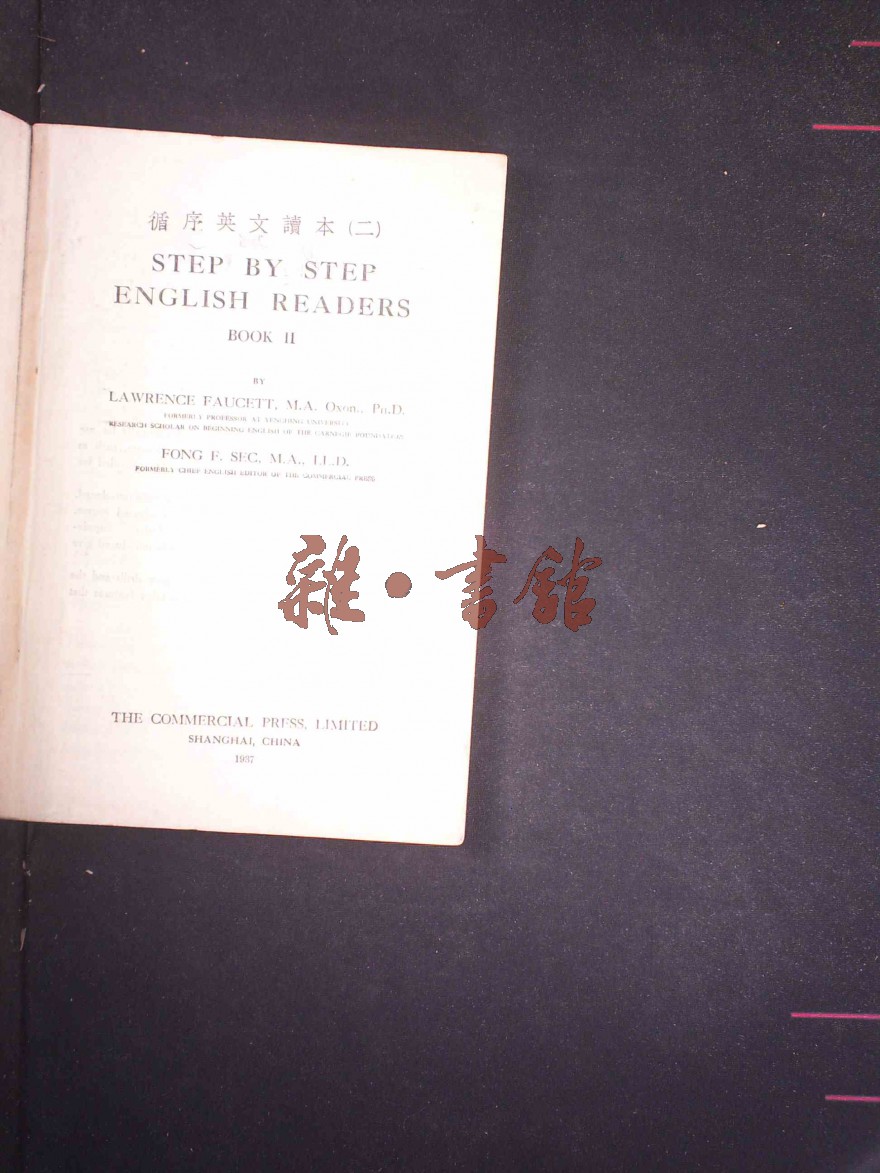 循序英文讀本(二)
STEP BY STEP
ENGLISH READERS
BOOK II
BY
LAWRENCE FAUCETT, M.A. Oxon., Ph.D.
FORMERLY PROFESSOR AT YENCHING UNIVERSITY
RESEARCH SCHOLAR ON BEGINNING ENGLISH OF THE CARNEGIE FOUNDATION
FONG F. SEC, M.A., LL.D.
FORMERLY CHIEF ENGLISH EDITOR OF THE COMMERCIAL PRESS
雜·書館
THE COMMERCIAL PRESS, LIMITED
SHANGHAI, CHINA
1937